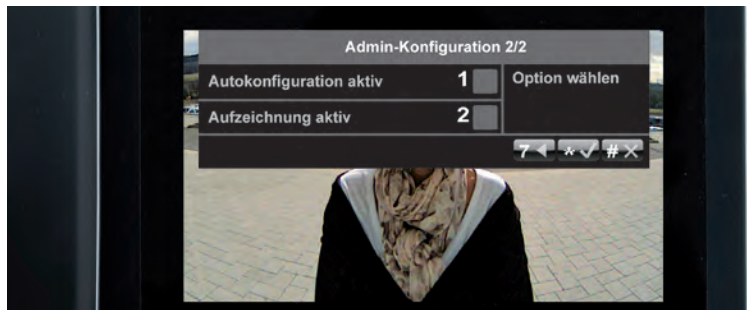 Admin-Konfiguration 2/2
Autokonfiguration aktiv 1 Option wählen
Aufzeichnung aktiv 2
7 * #